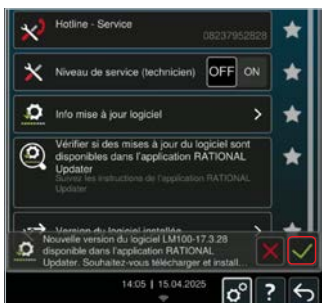 Hotline - Service
08237952828
Niveau de service (technicien)
OFF ON
Info mise à jour logiciel
Vérifier si des mises à jour du logiciel sont
disponibles dans l'application RATIONAL
Updater
Suivez les instructions de l'application RATIONAL
Updater
Version du logiciel installée
Nouvelle version du logiciel LM100-17.3.28
disponible dans l'application RATIONAL
Updater. Souhaitez-vous télécharger et install...
14:05 | 15.04.2025
?